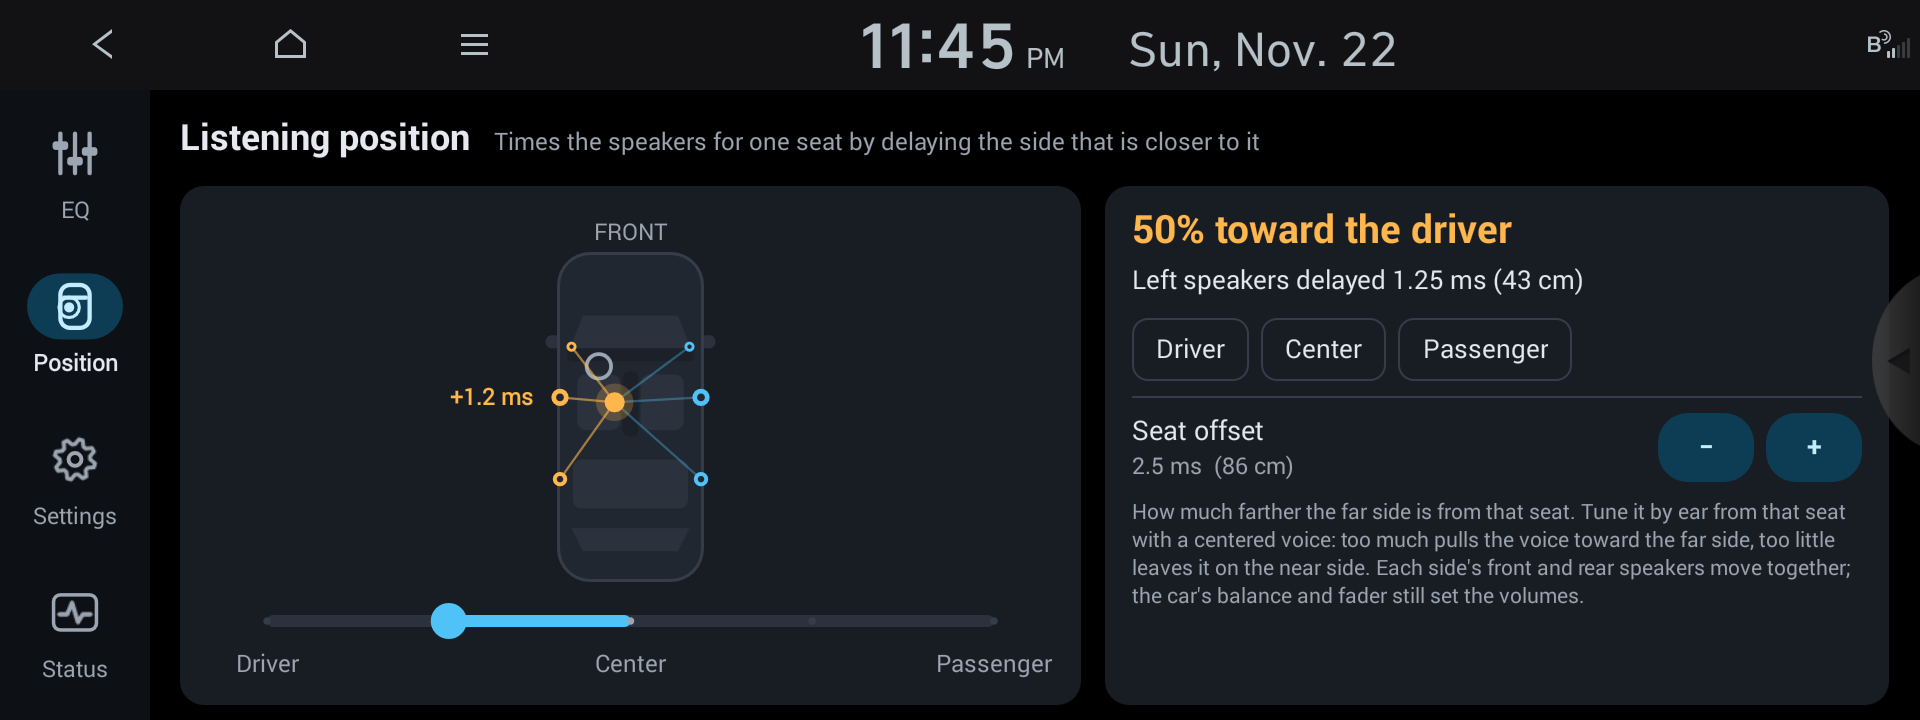 11:45 PM Sun, Nov. 22
B
Listening position Times the speakers for one seat by delaying the side that is closer to it
EQ
Position
Settings
Status
FRONT
+1.2 ms
Driver Center Passenger
50% toward the driver
Left speakers delayed 1.25 ms (43 cm)
Driver Center Passenger
Seat offset
2.5 ms (86 cm)
- +
How much farther the far side is from that seat. Tune it by ear from that seat
with a centered voice: too much pulls the voice toward the far side, too little
leaves it on the near side. Each side's front and rear speakers move together;
the car's balance and fader still set the volumes.